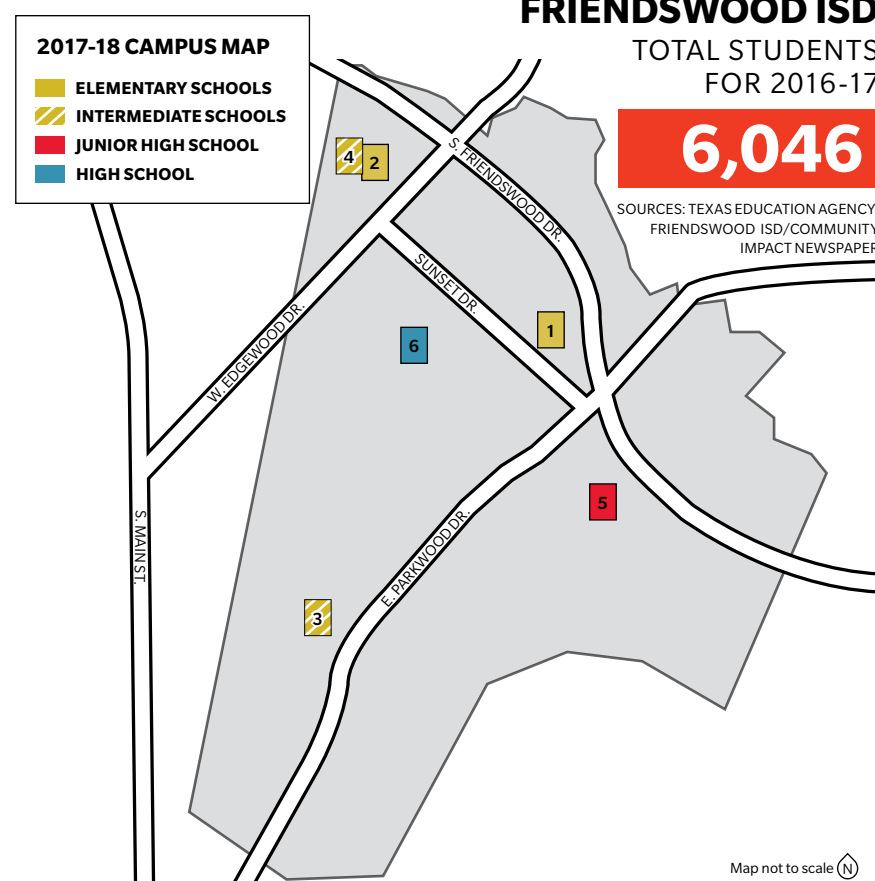 FRIENDSWOOD ISD
TOTAL STUDENTS
FOR 2016-17
6,046
SOURCES: TEXAS EDUCATION AGENCY
FRIENDSWOOD ISD/COMMUNITY
IMPACT NEWSPAPER
2017-18 CAMPUS MAP
ELEMENTARY SCHOOLS
INTERMEDIATE SCHOOLS
JUNIOR HIGH SCHOOL
HIGH SCHOOL
4
2
S. FRIENDSWOOD DR.
SUNSET DR.
1
6
W. EDGEWOOD DR.
5
S. MAIN ST.
E. PARKWOOD DR.
3
Map not to scale
N